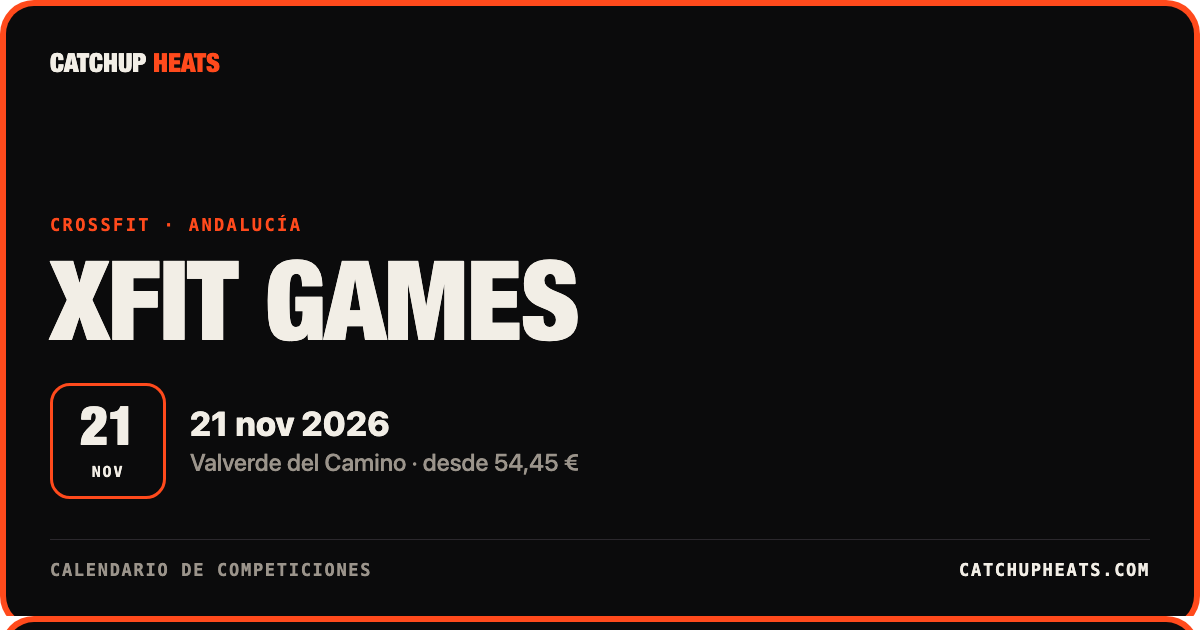 CATCHUP HEATS
CROSSFIT · ANDALUCÍA
XFIT GAMES
21
NOV
21 nov 2026
Valverde del Camino · desde 54,45 €
CALENDARIO DE COMPETICIONES
CATCHUPHEATS.COM